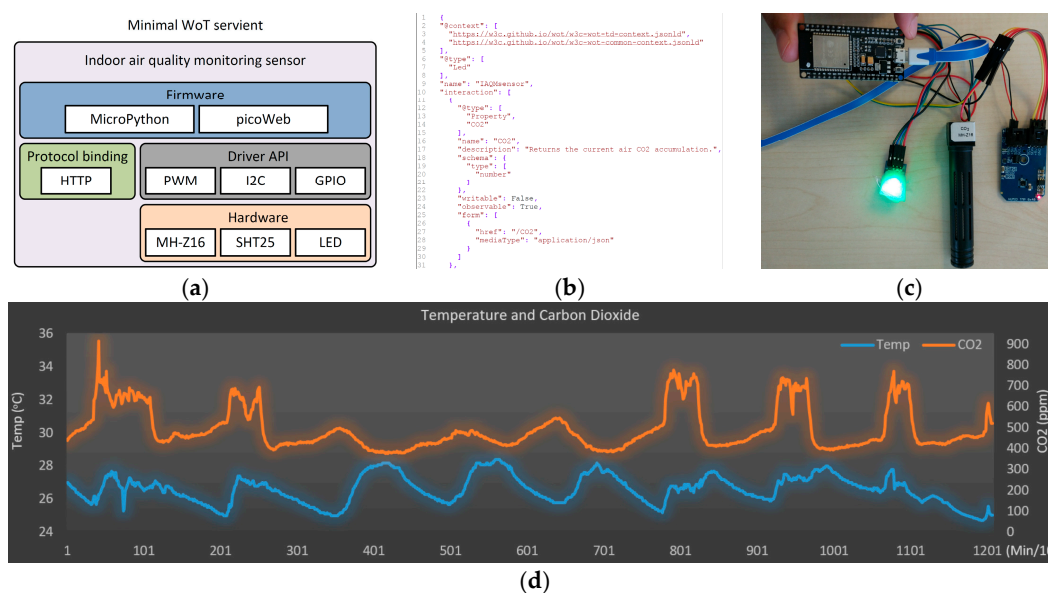 Minimal WoT servient
Indoor air quality monitoring sensor
Firmware
MicroPython
picoWeb
Protocol binding
HTTP
Driver API
PWM
I2C
GPIO
Hardware
MH-Z16
SHT25
LED
(a)
1 {
2 "@context": [
3 "https://w3c.github.io/wot/w3c-wot-td-context.jsonld",
4 "https://w3c.github.io/wot/w3c-wot-common-context.jsonld"
5 ],
6 "@type": [
7 "Led"
8 ],
9 "name": "IAQMsensor",
10 "interaction": [
11 {
12 "@type": [
13 "Property",
14 "CO2"
15 ],
16 "name": "CO2",
17 "description": "Returns the current air CO2 accumulation.",
18 "schema": {
19 "type": [
20 "number"
21 ]
22 },
23 "writable": False,
24 "observable": True,
25 "form": [
26 {
27 "href": "/CO2",
28 "mediaType": "application/json"
29 }
30 ]
31 },
(b)
CO2
MH-Z16
(c)
Temperature and Carbon Dioxide
Temp
CO2
Temp (°C)
36
34
32
30
28
26
24
CO2 (ppm)
900
800
700
600
500
400
300
200
100
0
1 101 201 301 401 501 601 701 801 901 1001 1101 1201 (Min/10
(d)